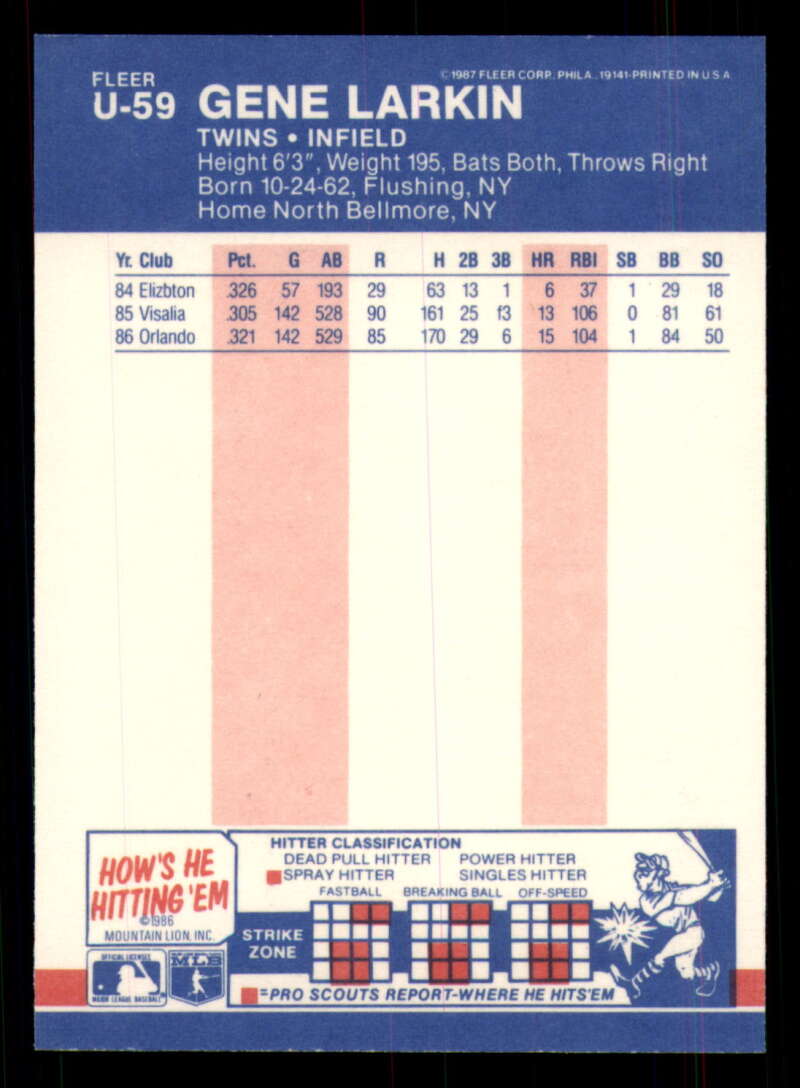 FLEER
U-59
© 1987 FLEER CORP. PHILA., 19141-PRINTED IN U S A
GENE LARKIN
TWINS • INFIELD
Height 6'3", Weight 195, Bats Both, Throws Right
Born 10-24-62, Flushing, NY
Home North Bellmore, NY
Yr. Club Pct. G AB R H 2B 3B HR RBI SB BB SO
84 Elizbton .326 57 193 29 63 13 1 6 37 1 29 18
85 Visalia .305 142 528 90 161 25 f3 13 106 0 81 61
86 Orlando .321 142 529 85 170 29 6 15 104 1 84 50
HOW'S HE
HITTING 'EM
©1986
MOUNTAIN LION, INC.
HITTER CLASSIFICATION
DEAD PULL HITTER POWER HITTER
SPRAY HITTER SINGLES HITTER
FASTBALL BREAKING BALL OFF-SPEED
STRIKE
ZONE
=PRO SCOUTS REPORT-WHERE HE HITS'EM
OFFICIAL LICENSEE
MAJOR LEAGUE BASEBALL
MLB